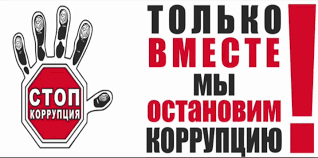 СТОП
КОРРУПЦИЯ
ТОЛЬКО
ВМЕСТЕ
МЫ
ОСТАНОВИМ
КОРРУПЦИЮ!